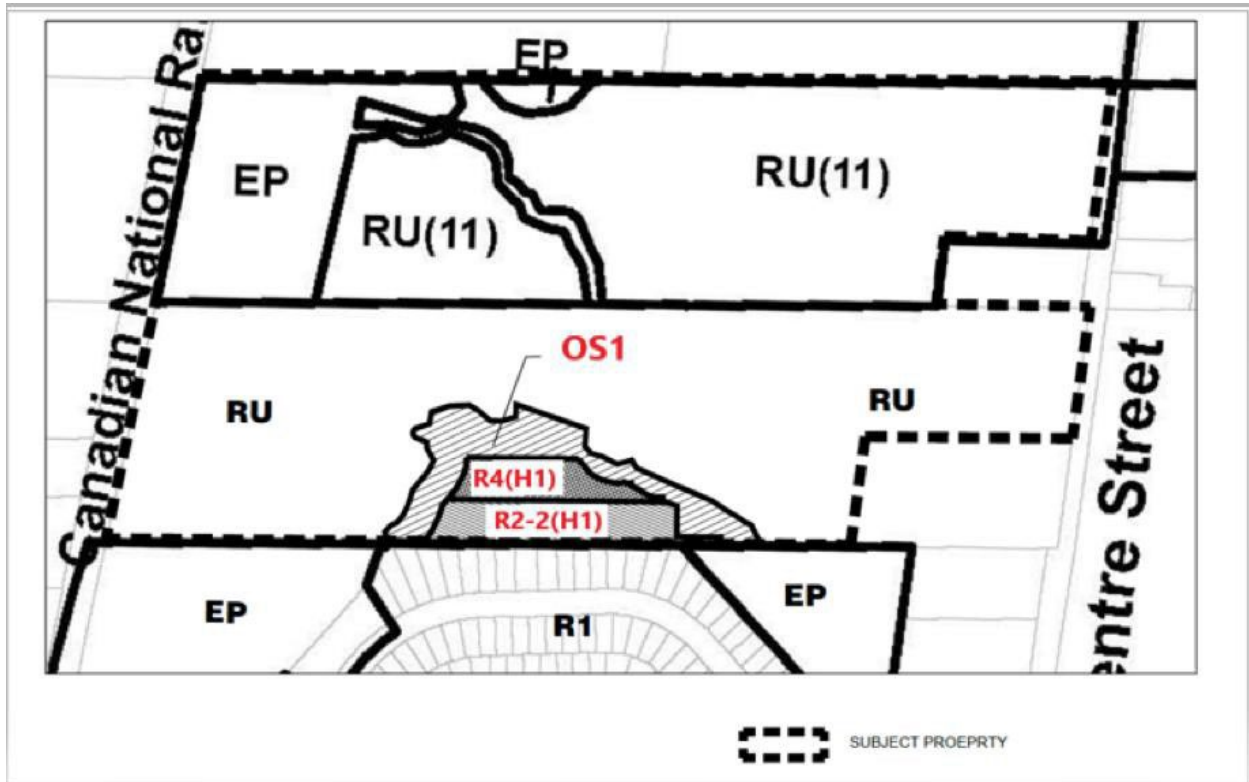 EP
Canadian National Ra
EP
RU(11)
RU(11)
OS1
RU
RU
R4(H1)
R2-2(H1)
EP
R1
EP
entre Street
SUBJECT PROEPRTY